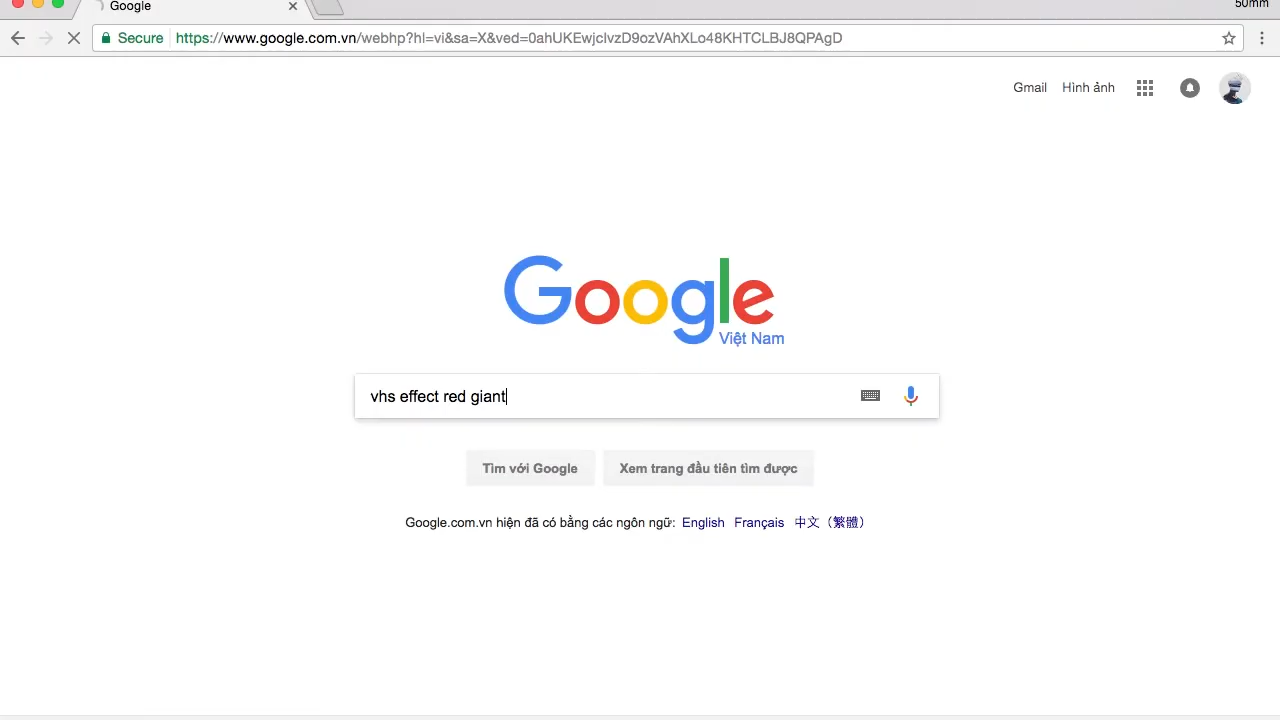 50mm
Google
Secure https://www.google.com.vn/webhp?hl=vi&sa=X&ved=0ahUKEwjclvzD9ozVAhXLo48KHTCLBJ8QPAgD
Gmail Hình ảnh
Google
Việt Nam
vhs effect red giant
Tìm với Google Xem trang đầu tiên tìm được
Google.com.vn hiện đã có bằng các ngôn ngữ: English Français 中文（繁體）